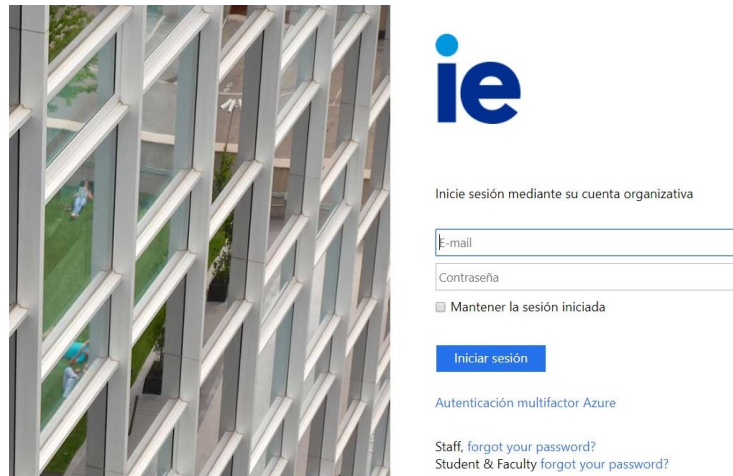 ie
Inicie sesión mediante su cuenta organizativa
E-mail
Contraseña
Mantener la sesión iniciada
Iniciar sesión
Autenticación multifactor Azure
Staff, forgot your password?
Student & Faculty forgot your password?